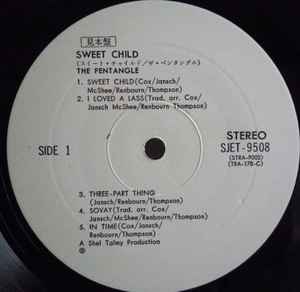 見本盤
SWEET CHILD
(スイート・チャイルド/ザ・ペンタングル)
THE PENTANGLE
1. SWEET CHILD(Cox/Jansch/
McShee/Renbourn/Thompson)
2. I LOVED A LASS(Trad. arr. Cox/
Jansch McShee/Renbourn/Thompson)
SIDE 1
STEREO
SJET-9508
(STRA-9002)
(TRA-178-C)
3. THREE-PART THING
(Jansch/Renbourn/Thompson)
4. SOVAY(Trad. arr. Cox/
Jansch/McShee/Renbourn/Thompson)
5. IN TIME(Cox/Jansch/
Renbourn/Thompson)
A Shel Talmy Production
Ⓟ